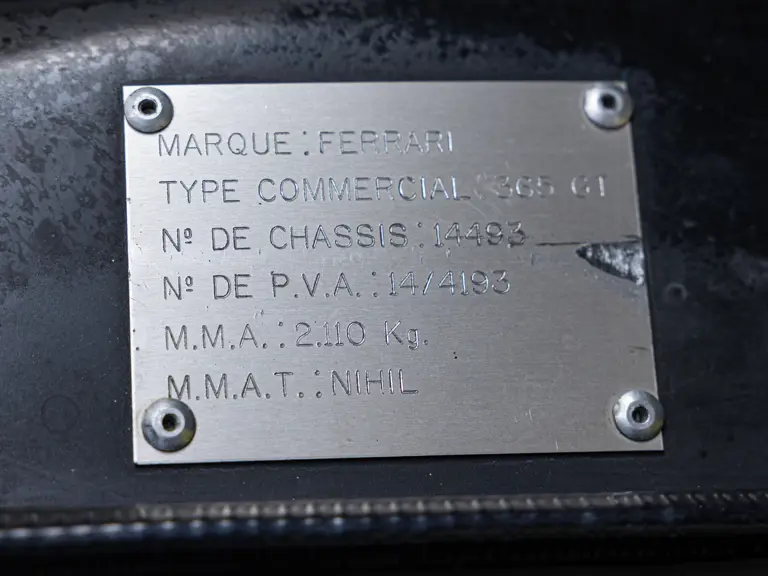 MARQUE : FERRARI
TYPE COMMERCIAL : 365 GT
Nº DE CHASSIS : 14493
Nº DE P.V.A. : 14/4193
M.M.A. : 2.110 Kg.
M.M.A.T. : NIHIL